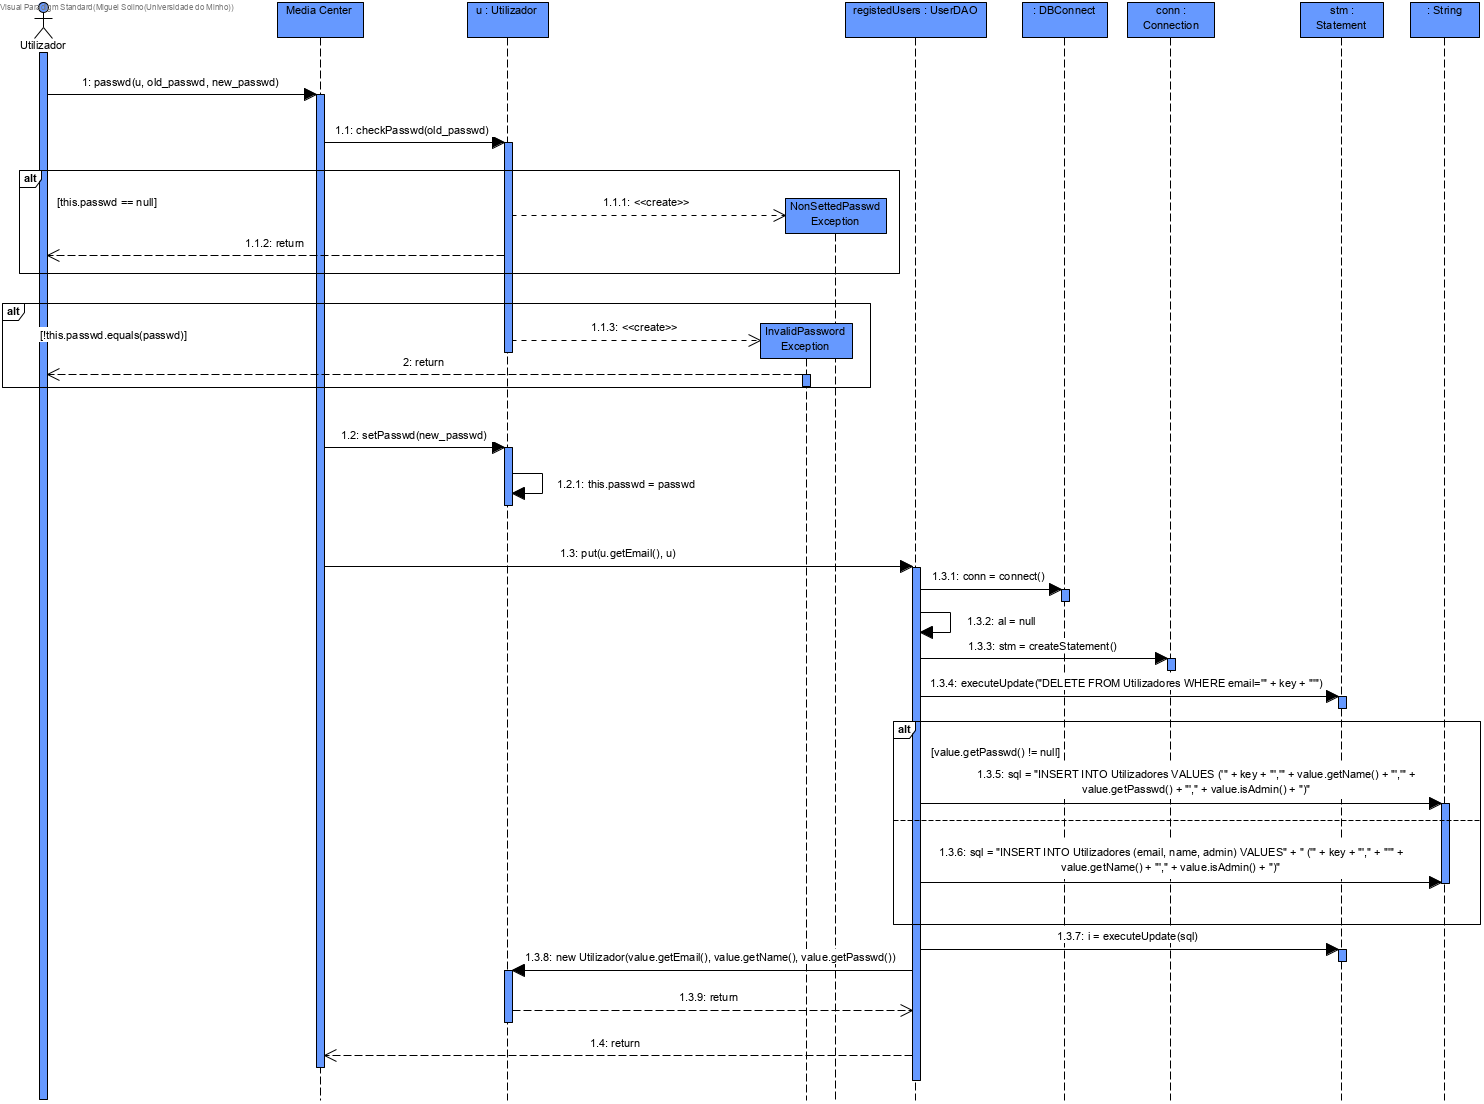 Visual Paradigm Standard(Miguel Solino(Universidade do Minho))
Utilizador
Media Center
u : Utilizador
registedUsers : UserDAO
: DBConnect
conn :
Connection
stm :
Statement
: String
1: passwd(u, old_passwd, new_passwd)
1.1: checkPasswd(old_passwd)
alt
[this.passwd == null]
1.1.1: <<create>>
NonSettedPasswd
Exception
1.1.2: return
alt
[!this.passwd.equals(passwd)]
1.1.3: <<create>>
InvalidPassword
Exception
2: return
1.2: setPasswd(new_passwd)
1.2.1: this.passwd = passwd
1.3: put(u.getEmail(), u)
1.3.1: conn = connect()
1.3.2: al = null
1.3.3: stm = createStatement()
1.3.4: executeUpdate("DELETE FROM Utilizadores WHERE email='" + key + "'")
alt
[value.getPasswd() != null]
1.3.5: sql = "INSERT INTO Utilizadores VALUES ('" + key + "','" + value.getName() + "','" +
value.getPasswd() + "'," + value.isAdmin() + ")"
1.3.6: sql = "INSERT INTO Utilizadores (email, name, admin) VALUES" + " ('" + key + "'," + "'" +
value.getName() + "'," + value.isAdmin() + ")"
1.3.7: i = executeUpdate(sql)
1.3.8: new Utilizador(value.getEmail(), value.getName(), value.getPasswd())
1.3.9: return
1.4: return